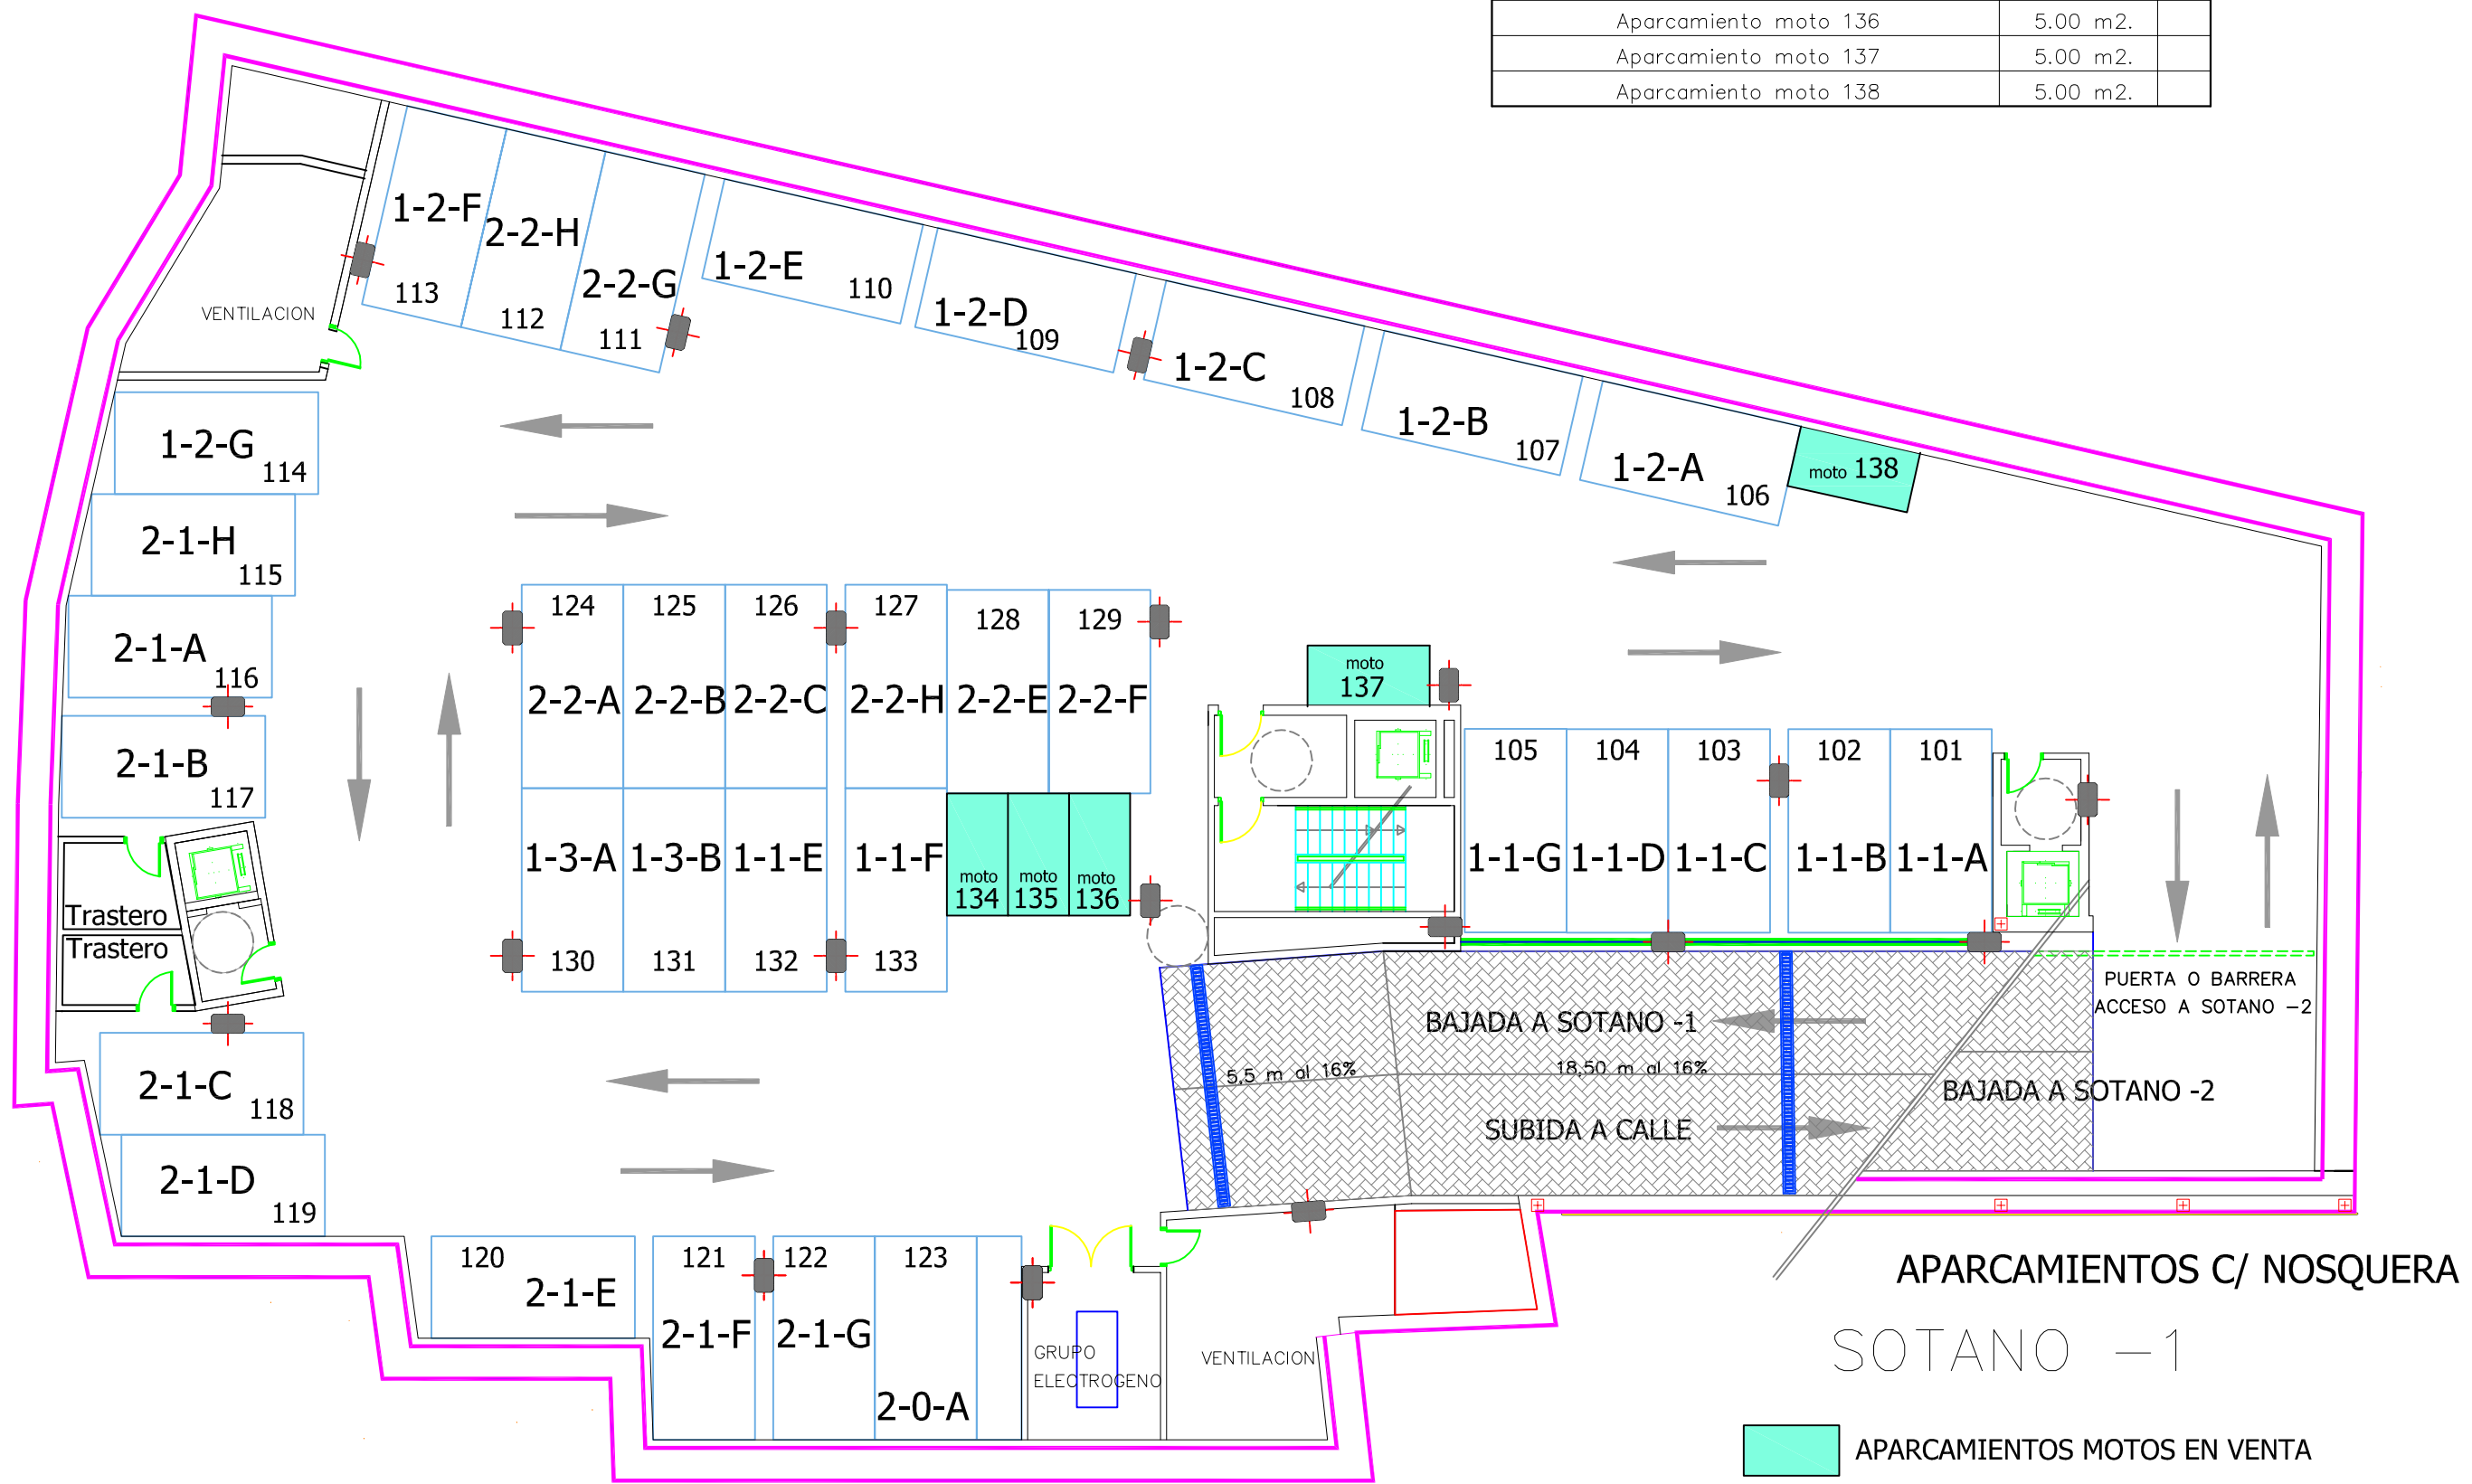 Aparcamiento moto 136 5.00 m2.
Aparcamiento moto 137 5.00 m2.
Aparcamiento moto 138 5.00 m2.
1-2-F
113
2-2-H
112
2-2-G
111
1-2-E
110
1-2-D
109
1-2-C
108
1-2-B
107
1-2-A
106
moto 138
VENTILACION
1-2-G
114
2-1-H
115
2-1-A
116
2-1-B
117
124 125 126 127 128 129
2-2-A 2-2-B 2-2-C 2-2-H 2-2-E 2-2-F
moto
137
105 104 103 102 101
1-1-G 1-1-D 1-1-C 1-1-B 1-1-A
1-3-A 1-3-B 1-1-E 1-1-F
moto
134
moto
135
moto
136
130 131 132 133
Trastero
Trastero
PUERTA O BARRERA
ACCESO A SOTANO -2
BAJADA A SOTANO -1
5,5 m al 16%
18,50 m al 16%
BAJADA A SOTANO -2
SUBIDA A CALLE
2-1-C
118
2-1-D
119
120
2-1-E
121
2-1-F
122
2-1-G
123
2-0-A
GRUPO
ELECTROGENO
VENTILACION
APARCAMIENTOS C/ NOSQUERA
SOTANO -1
APARCAMIENTOS MOTOS EN VENTA